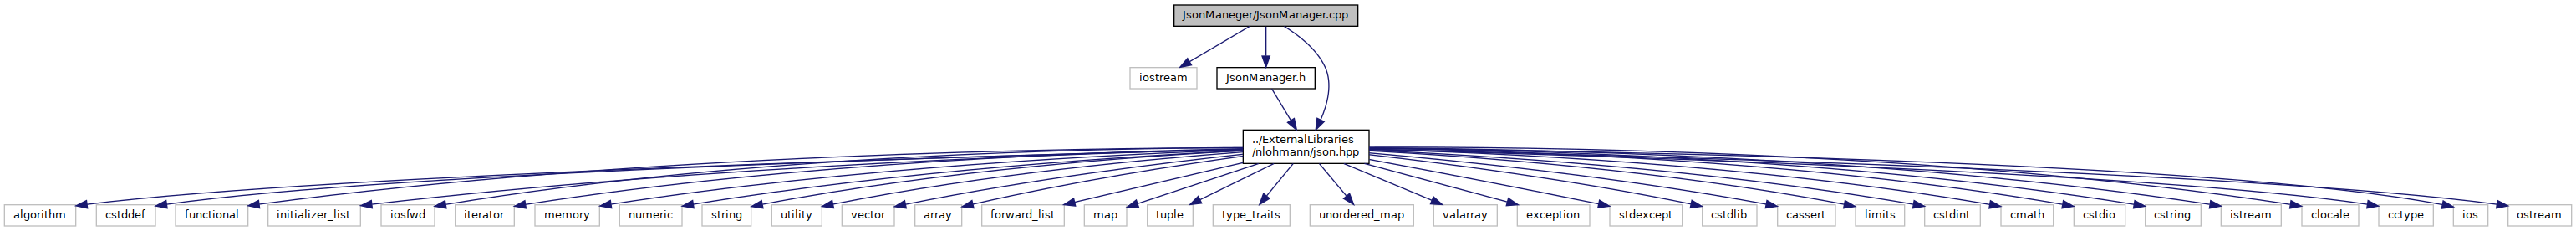 JsonManeger/JsonManager.cpp
iostream
JsonManager.h
../ExternalLibraries
/nlohmann/json.hpp
algorithm
cstddef
functional
initializer_list
iosfwd
iterator
memory
numeric
string
utility
vector
array
forward_list
map
tuple
type_traits
unordered_map
valarray
exception
stdexcept
cstdlib
cassert
limits
cstdint
cmath
cstdio
cstring
istream
clocale
cctype
ios
ostream